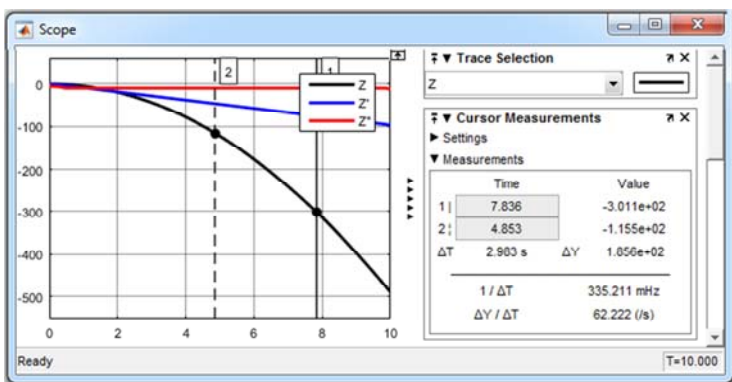 Scope
2
1
Z
Z'
Z"
0
-100
-200
-300
-400
-500
0 2 4 6 8 10
Trace Selection
Z
Cursor Measurements
Settings
Measurements
Time Value
1 7.836 -3.011e+02
2 4.853 -1.155e+02
ΔT 2.983 s ΔY 1.856e+02
1 / ΔT 335.211 mHz
ΔY / ΔT 62.222 (/s)
Ready T=10.000